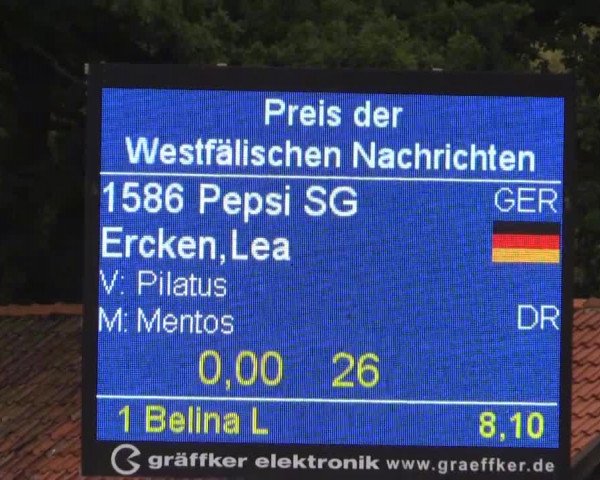 Preis der
Westfälischen Nachrichten
1586 Pepsi SG GER
Ercken,Lea
V: Pilatus
M: Mentos DR
0,00 26
1 Belina L 8,10
gräffker elektronik www.graeffker.de